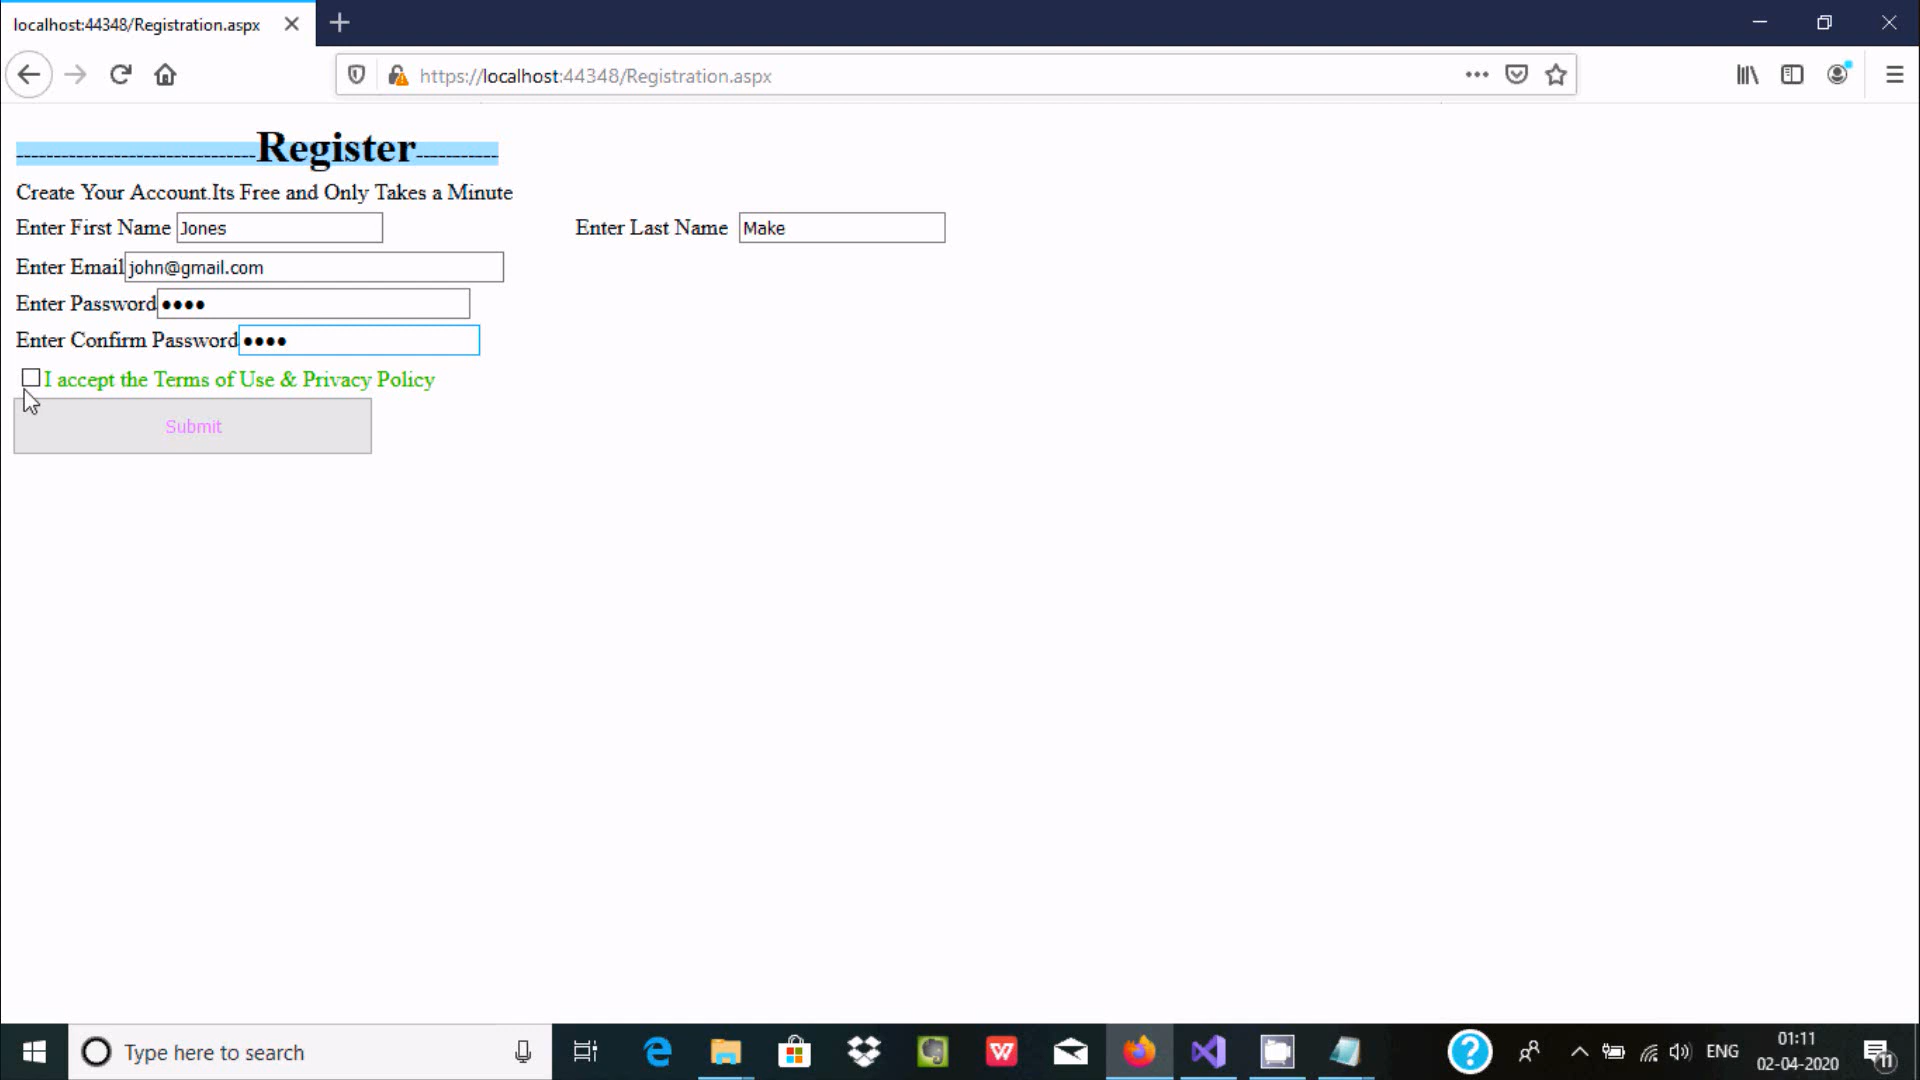 localhost:44348/Registration.aspx
https://localhost:44348/Registration.aspx
--------------------------------Register-----------
Create Your Account.Its Free and Only Takes a Minute
Enter First Name Jones Enter Last Name Make
Enter Email john@gmail.com
Enter Password ••••
Enter Confirm Password ••••
I accept the Terms of Use & Privacy Policy
Submit
Type here to search
ENG
01:11
02-04-2020
11